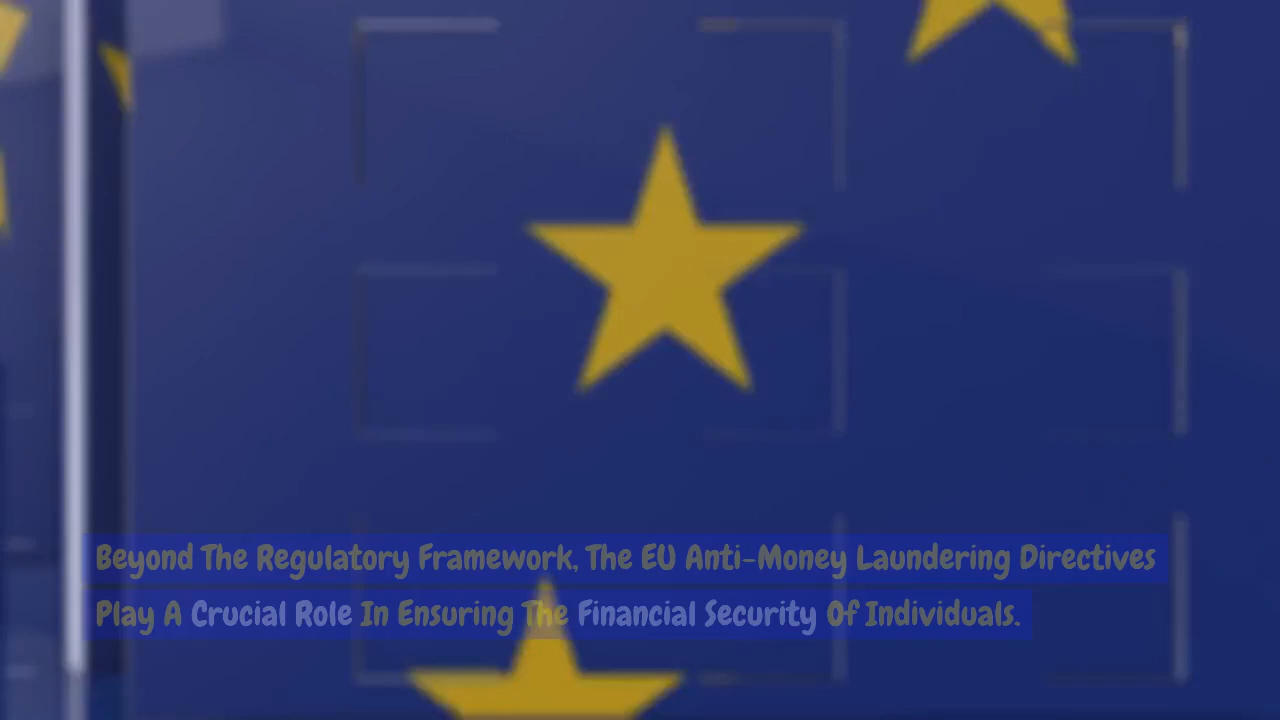 Beyond The Regulatory Framework, The EU Anti-Money Laundering Directives
Play A Crucial Role In Ensuring The Financial Security Of Individuals.